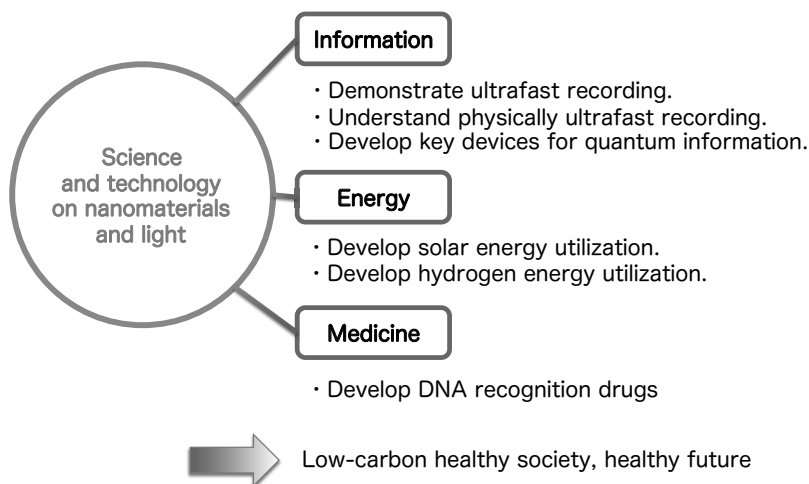 Information
· Demonstrate ultrafast recording.
· Understand physically ultrafast recording.
· Develop key devices for quantum information.
Science
and technology
on nanomaterials
and light
Energy
· Develop solar energy utilization.
· Develop hydrogen energy utilization.
Medicine
· Develop DNA recognition drugs
Low-carbon healthy society, healthy future